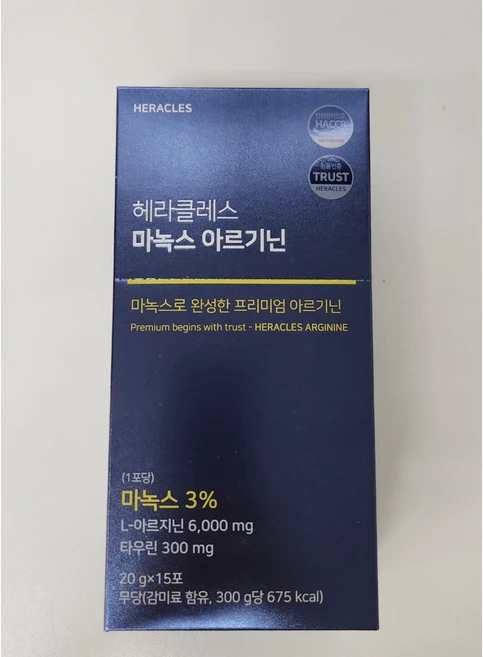 HERACLES
HACCP
TRUST
HERACLES
헤라클레스
마녹스 아르기닌
마녹스로 완성한 프리미엄 아르기닌
Premium begins with trust - HERACLES ARGININE
(1포당)
마녹스 3%
L-아르지닌 6,000 mg
타우린 300 mg
20 g×15포
무당(감미료 함유, 300 g당 675 kcal)